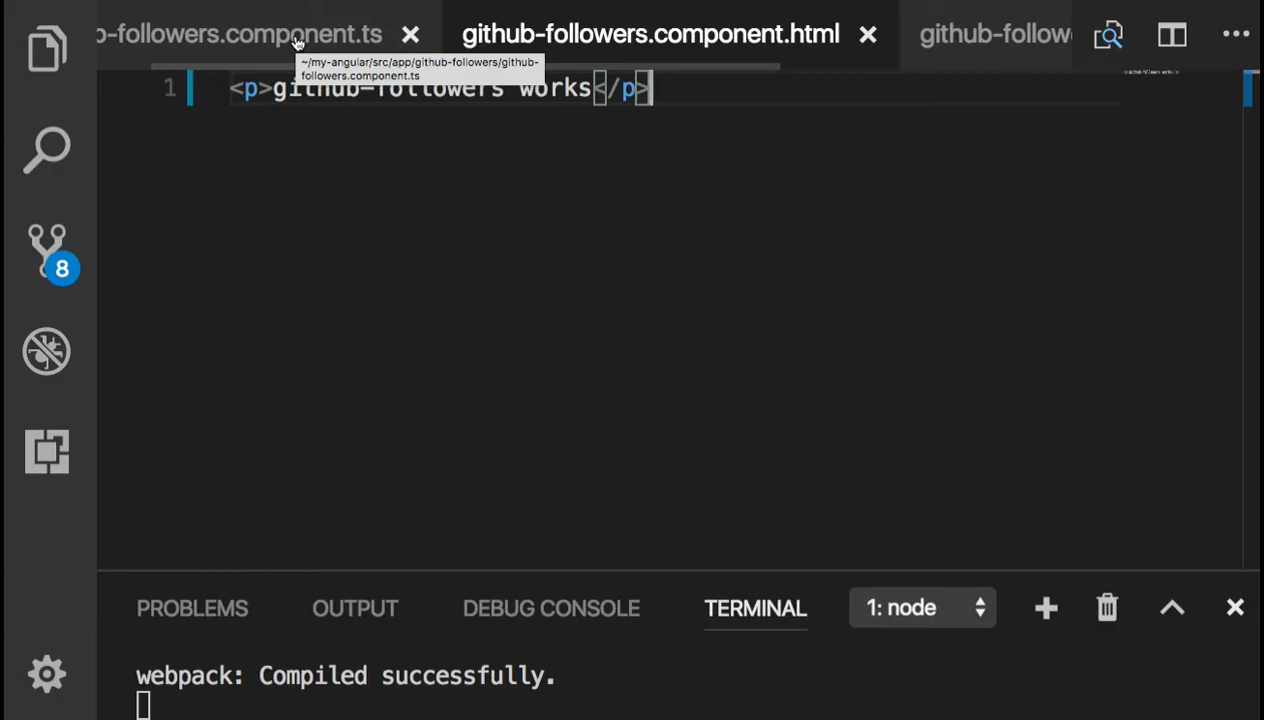 b-followers.component.ts
github-followers.component.html
github-follow
~/my-angular/src/app/github-followers/github-
followers.component.ts
1 <p>github-followers works</p>
8
PROBLEMS OUTPUT DEBUG CONSOLE TERMINAL 1: node
webpack: Compiled successfully.